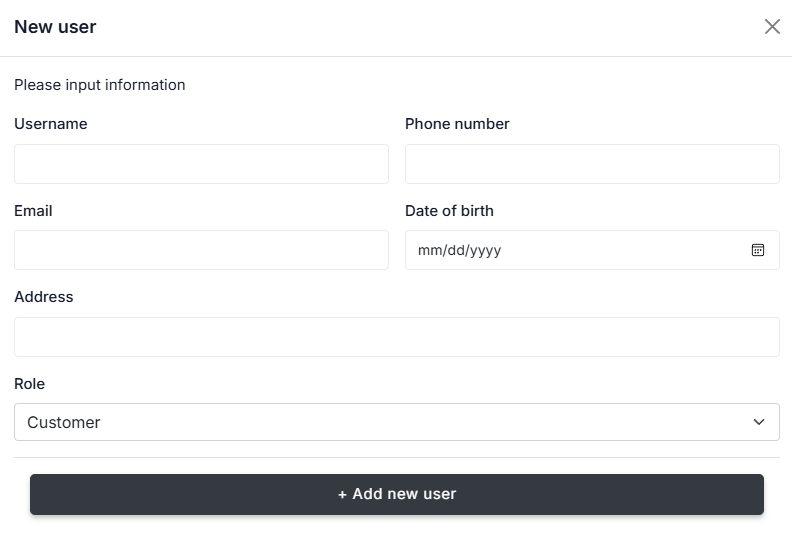 New user
Please input information
Username
Phone number
Email
Date of birth
mm/dd/yyyy
Address
Role
Customer
+ Add new user